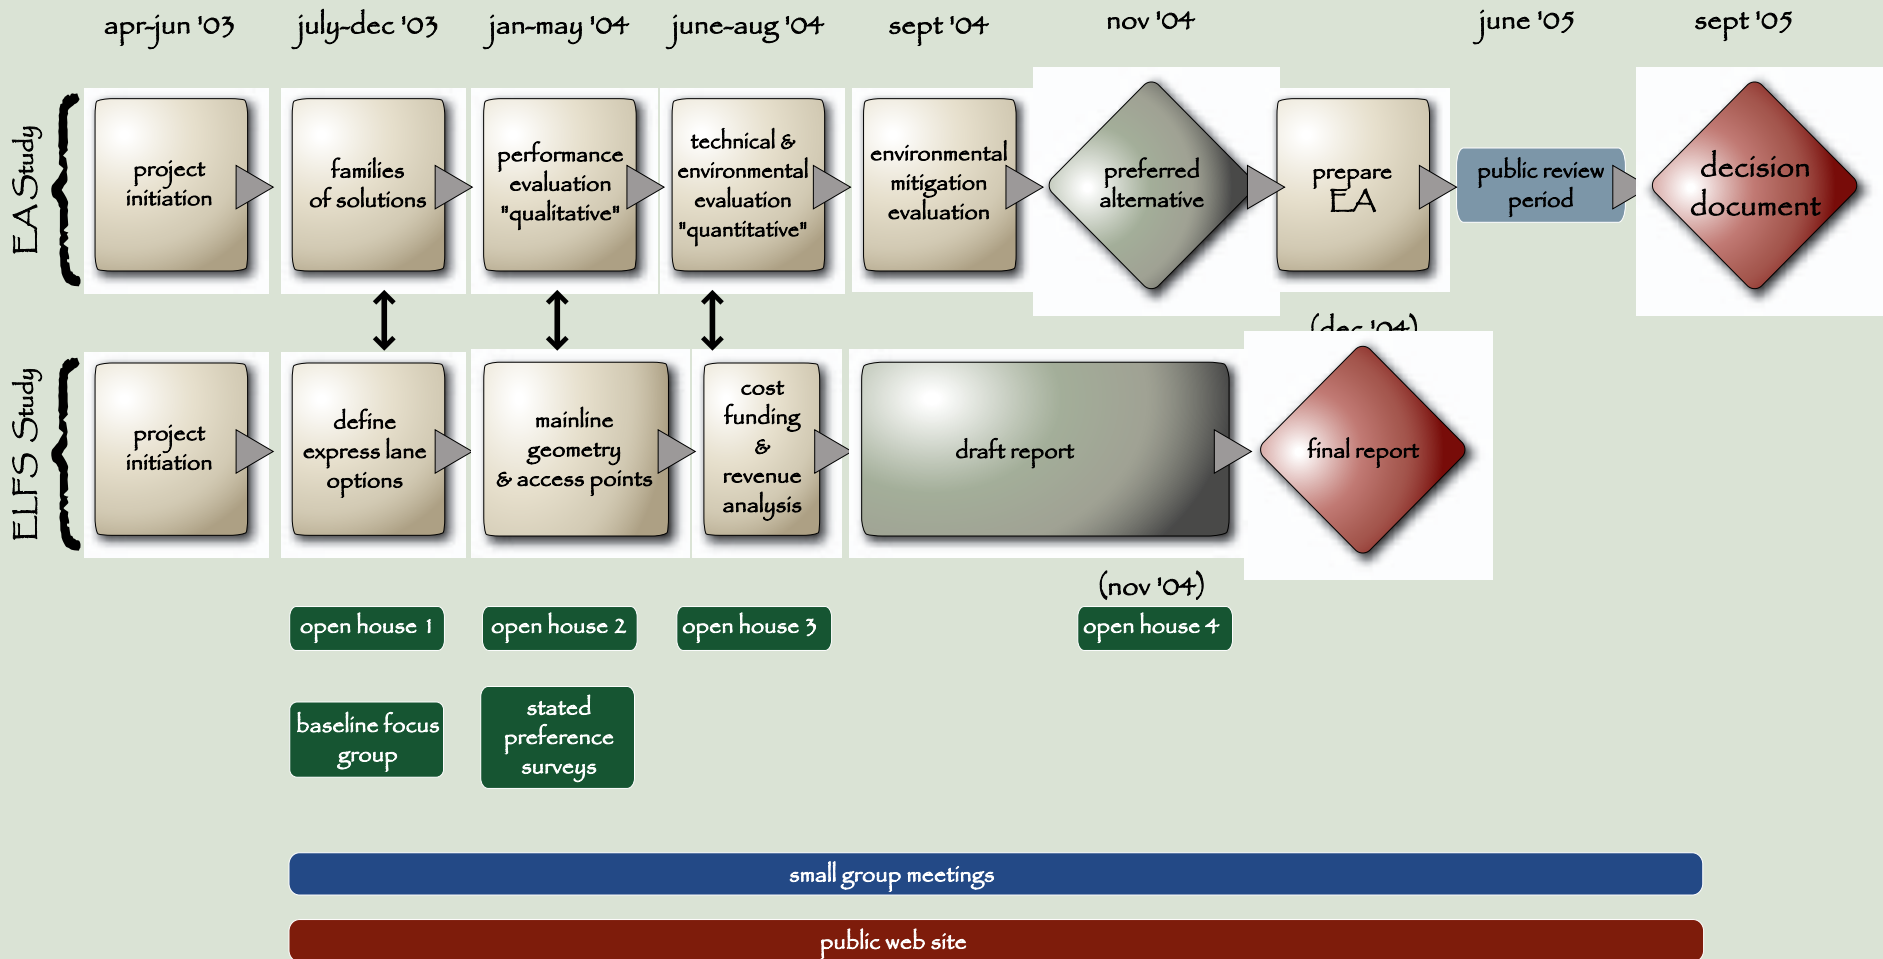 apr-jun '03
july-dec '03
jan-may '04
june-aug '04
sept '04
nov '04
june '05
sept '05
EA Study
project
initiation
families
of solutions
performance
evaluation
"qualitative"
technical &
environmental
evaluation
"quantitative"
environmental
mitigation
evaluation
preferred
alternative
prepare
EA
public review
period
decision
document
(dec '04)
ELFS Study
project
initiation
define
express lane
options
mainline
geometry
& access points
cost
funding
&
revenue
analysis
draft report
final report
(nov '04)
open house 1
open house 2
open house 3
open house 4
baseline focus
group
stated
preference
surveys
small group meetings
public web site